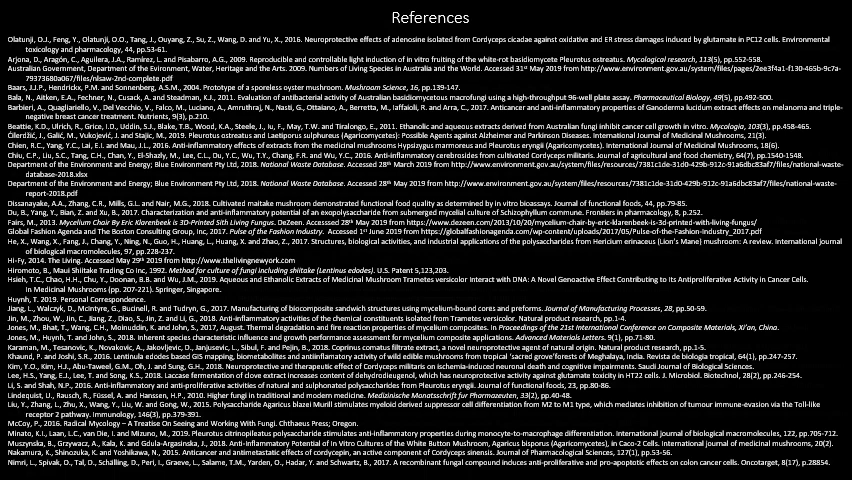 References
Olatunji, O.J., Feng, Y., Olatunji, O.O., Tang, J., Ouyang, Z., Su, Z., Wang, D. and Yu, X., 2016. Neuroprotective effects of adenosine isolated from Cordyceps cicadae against oxidative and ER stress damages induced by glutamate in PC12 cells. Environmental
toxicology and pharmacology, 44, pp.53-61.
Arjona, D., Aragón, C., Aguilera, J.A., Ramírez, L. and Pisabarro, A.G., 2009. Reproducible and controllable light induction of in vitro fruiting of the white-rot basidiomycete Pleurotus ostreatus. Mycological research, 113(5), pp.552-558.
Australian Government, Department of the Environment, Water, Heritage and the Arts. 2009. Numbers of Living Species in Australia and the World. Accessed 31st May 2019 from http://www.environment.gov.au/system/files/pages/2ee3f4a1-f130-465b-9c7a-
79373680a067/files/nlsaw-2nd-complete.pdf
Baars, J.J.P., Hendrickx, P.M. and Sonnenberg, A.S.M., 2004. Prototype of a sporeless oyster mushroom. Mushroom Science, 16, pp.139-147.
Bala, N., Aitken, E.A., Fechner, N., Cusack, A. and Steadman, K.J., 2011. Evaluation of antibacterial activity of Australian basidiomycetous macrofungi using a high-throughput 96-well plate assay. Pharmaceutical Biology, 49(5), pp.492-500.
Barbieri, A., Quagliariello, V., Del Vecchio, V., Falco, M., Luciano, A., Amruthraj, N.J., Nasti, G., Ottaiano, A., Berretta, M., Iaffaioli, R. and Arra, C., 2017. Anticancer and anti-inflammatory properties of Ganoderma lucidum extract effects on melanoma and triple-
negative breast cancer treatment. Nutrients, 9(3), p.210.
Beattie, K.D., Ulrich, R., Grice, I.D., Uddin, S.J., Blake, T.B., Wood, K.A., Steele, J., Iu, F., May, T.W. and Tiralongo, E., 2011. Ethanolic and aqueous extracts derived from Australian fungi inhibit cancer cell growth in vitro. Mycologia, 103(3), pp.458-465.
Cilerdžić, J., Galić, M., Vukojević, J. and Stajic, M., 2019. Pleurotus ostreatus and Laetiporus sulphureus (Agaricomycetes): Possible Agents against Alzheimer and Parkinson Diseases. International Journal of Medicinal Mushrooms, 21(3).
Chien, R.C., Yang, Y.C., Lai, E.I. and Mau, J.L., 2016. Anti-inflammatory effects of extracts from the medicinal mushrooms Hypsizygus marmoreus and Pleurotus eryngii (Agaricomycetes). International Journal of Medicinal Mushrooms, 18(6).
Chiu, C.P., Liu, S.C., Tang, C.H., Chan, Y., El-Shazly, M., Lee, C.L., Du, Y.C., Wu, T.Y., Chang, F.R. and Wu, Y.C., 2016. Anti-inflammatory cerebrosides from cultivated Cordyceps militaris. Journal of agricultural and food chemistry, 64(7), pp.1540-1548.
Department of the Environment and Energy; Blue Environment Pty Ltd, 2018. National Waste Database. Accessed 28th March 2019 from http://www.environment.gov.au/system/files/resources/7381c1de-31d0-429b-912c-91a6dbc83af7/files/national-waste-
database-2018.xlsx
Department of the Environment and Energy; Blue Environment Pty Ltd, 2018. National Waste Database. Accessed 28th May 2019 from http://www.environment.gov.au/system/files/resources/7381c1de-31d0-429b-912c-91a6dbc83af7/files/national-waste-
report-2018.pdf
Dissanayake, A.A., Zhang, C.R., Mills, G.L. and Nair, M.G., 2018. Cultivated maitake mushroom demonstrated functional food quality as determined by in vitro bioassays. Journal of functional foods, 44, pp.79-85.
Du, B., Yang, Y., Bian, Z. and Xu, B., 2017. Characterization and anti-inflammatory potential of an exopolysaccharide from submerged mycelial culture of Schizophyllum commune. Frontiers in pharmacology, 8, p.252.
Fairs, M., 2013. Mycelium Chair By Eric Klarenbeek is 3D-Printed with Living Fungus. DeZeen. Accessed 28th May 2019 from https://www.dezeen.com/2013/10/20/mycelium-chair-by-eric-klarenbeek-is-3d-printed-with-living-fungus/
Global Fashion Agenda and The Boston Consulting Group, Inc, 2017. Pulse of the Fashion Industry. Accessed 1st June 2019 from https://globalfashionagenda.com/wp-content/uploads/2017/05/Pulse-of-the-Fashion-Industry_2017.pdf
He, X., Wang, X., Fang, J., Chang, Y., Ning, N., Guo, H., Huang, L., Huang, X. and Zhao, Z., 2017. Structures, biological activities, and industrial applications of the polysaccharides from Hericium erinaceus (Lion's Mane) mushroom: A review. International journal
of biological macromolecules, 97, pp.228-237.
Hi-Fy, 2014. The Living. Accessed May 29th 2019 from http://www.thelivingnewyork.com
Hiromoto, B., Maui Shiitake Trading Co Inc, 1992. Method for culture of fungi including shiitake (Lentinus edodes). U.S. Patent 5,123,203.
Hsieh, T.C., Chao, H.H., Chu, Y., Doonan, B.B. and Wu, J.M., 2019. Aqueous and Ethanolic Extracts of Medicinal Mushroom Trametes versicolor Interact with DNA: A Novel Genoactive Effect Contributing to Its Antiproliferative Activity in Cancer Cells.
In Medicinal Mushrooms (pp. 207-221). Springer, Singapore.
Huynh, T. 2019. Personal Correspondence.
Jiang, L., Walczyk, D., McIntyre, G., Bucinell, R. and Tudryn, G., 2017. Manufacturing of biocomposite sandwich structures using mycelium-bound cores and preforms. Journal of Manufacturing Processes, 28, pp.50-59.
Jin, M., Zhou, W., Jin, C., Jiang, Z., Diao, S., Jin, Z. and Li, G., 2018. Anti-inflammatory activities of the chemical constituents isolated from Trametes versicolor. Natural product research, pp.1-4.
Jones, M., Bhat, T., Wang, C.H., Moinuddin, K. and John, S., 2017, August. Thermal degradation and fire reaction properties of mycelium composites. In Proceedings of the 21st International Conference on Composite Materials, Xi'an, China.
Jones, M., Huynh, T. and John, S., 2018. Inherent species characteristic influence and growth performance assessment for mycelium composite applications. Advanced Materials Letters. 9(1), pp.71-80.
Karaman, M., Tesanovic, K., Novakovic, A., Jakovljevic, D., Janjusevic, L., Sibul, F. and Pejin, B., 2018. Coprinus comatus filtrate extract, a novel neuroprotective agent of natural origin. Natural product research, pp.1-5.
Khaund, P. and Joshi, S.R., 2016. Lentinula edodes based GIS mapping, biometabolites and antiinflammatory activity of wild edible mushrooms from tropical 'sacred grove'forests of Meghalaya, India. Revista de biologia tropical, 64(1), pp.247-257.
Kim, Y.O., Kim, H.J., Abu-Taweel, G.M., Oh, J. and Sung, G.H., 2018. Neuroprotective and therapeutic effect of Cordyceps militaris on ischemia-induced neuronal death and cognitive impairments. Saudi Journal of Biological Sciences.
Lee, H.S., Yang, E.J., Lee, T. and Song, K.S., 2018. Laccase fermentation of clove extract increases content of dehydrodieugenol, which has neuroprotective activity against glutamate toxicity in HT22 cells. J. Microbiol. Biotechnol, 28(2), pp.246-254.
Li, S. and Shah, N.P., 2016. Anti-inflammatory and anti-proliferative activities of natural and sulphonated polysaccharides from Pleurotus eryngii. Journal of functional foods, 23, pp.80-86.
Lindequist, U., Rausch, R., Füssel, A. and Hanssen, H.P., 2010. Higher fungi in traditional and modern medicine. Medizinische Monatsschrift fur Pharmazeuten, 33(2), pp.40-48.
Liu, Y., Zhang, L., Zhu, X., Wang, Y., Liu, W. and Gong, W., 2015. Polysaccharide Agaricus blazei Murill stimulates myeloid derived suppressor cell differentiation from M2 to M1 type, which mediates inhibition of tumour immune-evasion via the Toll-like
receptor 2 pathway. Immunology, 146(3), pp.379-391.
McCoy, P., 2016. Radical Mycology – A Treatise On Seeing and Working With Fungi. Chthaeus Press; Oregon.
Minato, K.I., Laan, L.C., van Die, I. and Mizuno, M., 2019. Pleurotus citrinopileatus polysaccharide stimulates anti-inflammatory properties during monocyte-to-macrophage differentiation. International journal of biological macromolecules, 122, pp.705-712.
Muszynska, B., Grzywacz, A., Kala, K. and Gdula-Argasinska, J., 2018. Anti-inflammatory Potential of in Vitro Cultures of the White Button Mushroom, Agaricus bisporus (Agaricomycetes), in Caco-2 Cells. International journal of medicinal mushrooms, 20(2).
Nakamura, K., Shinozuka, K. and Yoshikawa, N., 2015. Anticancer and antimetastatic effects of cordycepin, an active component of Cordyceps sinensis. Journal of Pharmacological Sciences, 127(1), pp.53-56.
Nimri, L., Spivak, O., Tal, D., Schälling, D., Peri, I., Graeve, L., Salame, T.M., Yarden, O., Hadar, Y. and Schwartz, B., 2017. A recombinant fungal compound induces anti-proliferative and pro-apoptotic effects on colon cancer cells. Oncotarget, 8(17), p.28854.